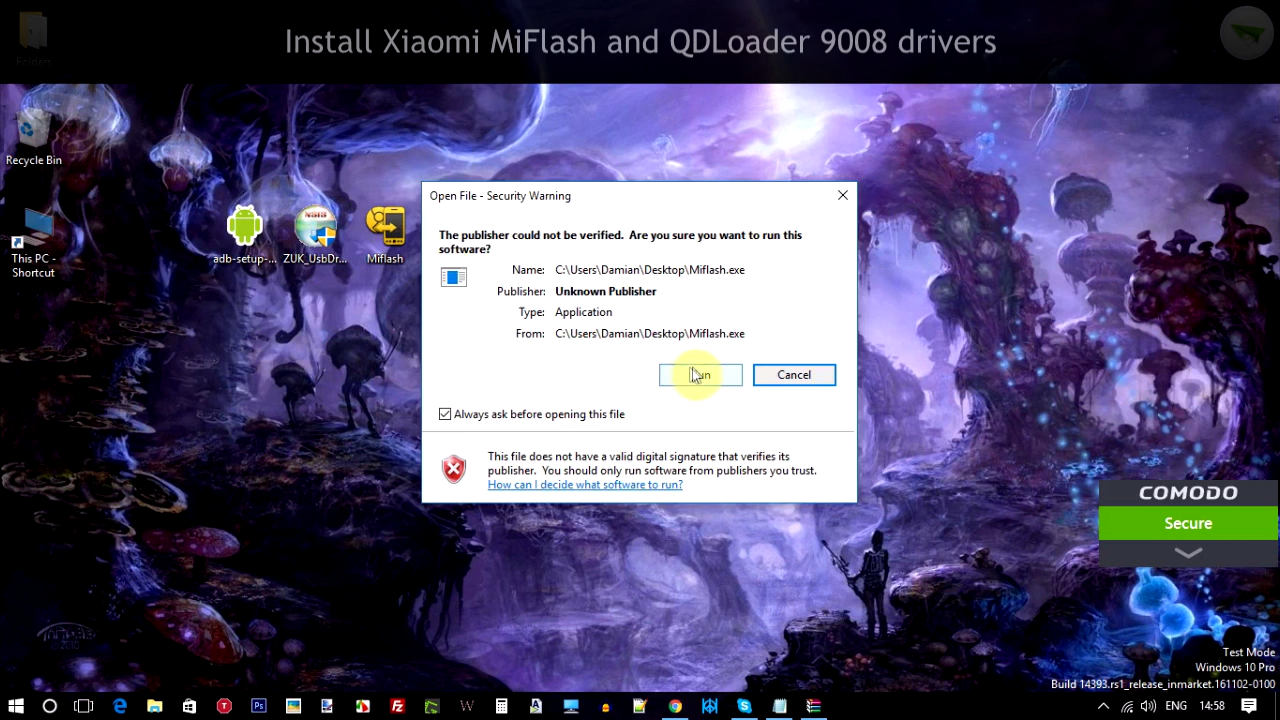 Install Xiaomi MiFlash and QDLoader 9008 drivers
Folders
Recycle Bin
This PC -
Shortcut
adb-setup-...
ZUK_UsbDr...
Miflash
Open File - Security Warning
The publisher could not be verified. Are you sure you want to run this
software?
Name: C:\Users\Damian\Desktop\Miflash.exe
Publisher: Unknown Publisher
Type: Application
From: C:\Users\Damian\Desktop\Miflash.exe
Cancel
Always ask before opening this file
This file does not have a valid digital signature that verifies its
publisher. You should only run software from publishers you trust.
How can I decide what software to run?
COMODO
Secure
Test Mode
Windows 10 Pro
Build 14393.rs1_release_inmarket.161102-0100
ENG 14:58